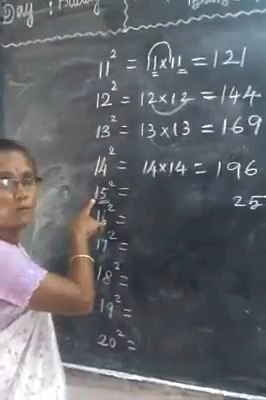 Day :
11² = 11×11 = 121
12² = 12×12 = 144
13² = 13×13 = 169
14² = 14×14 = 196
15² =
25
16² =
17² =
18² =
19² =
20² =